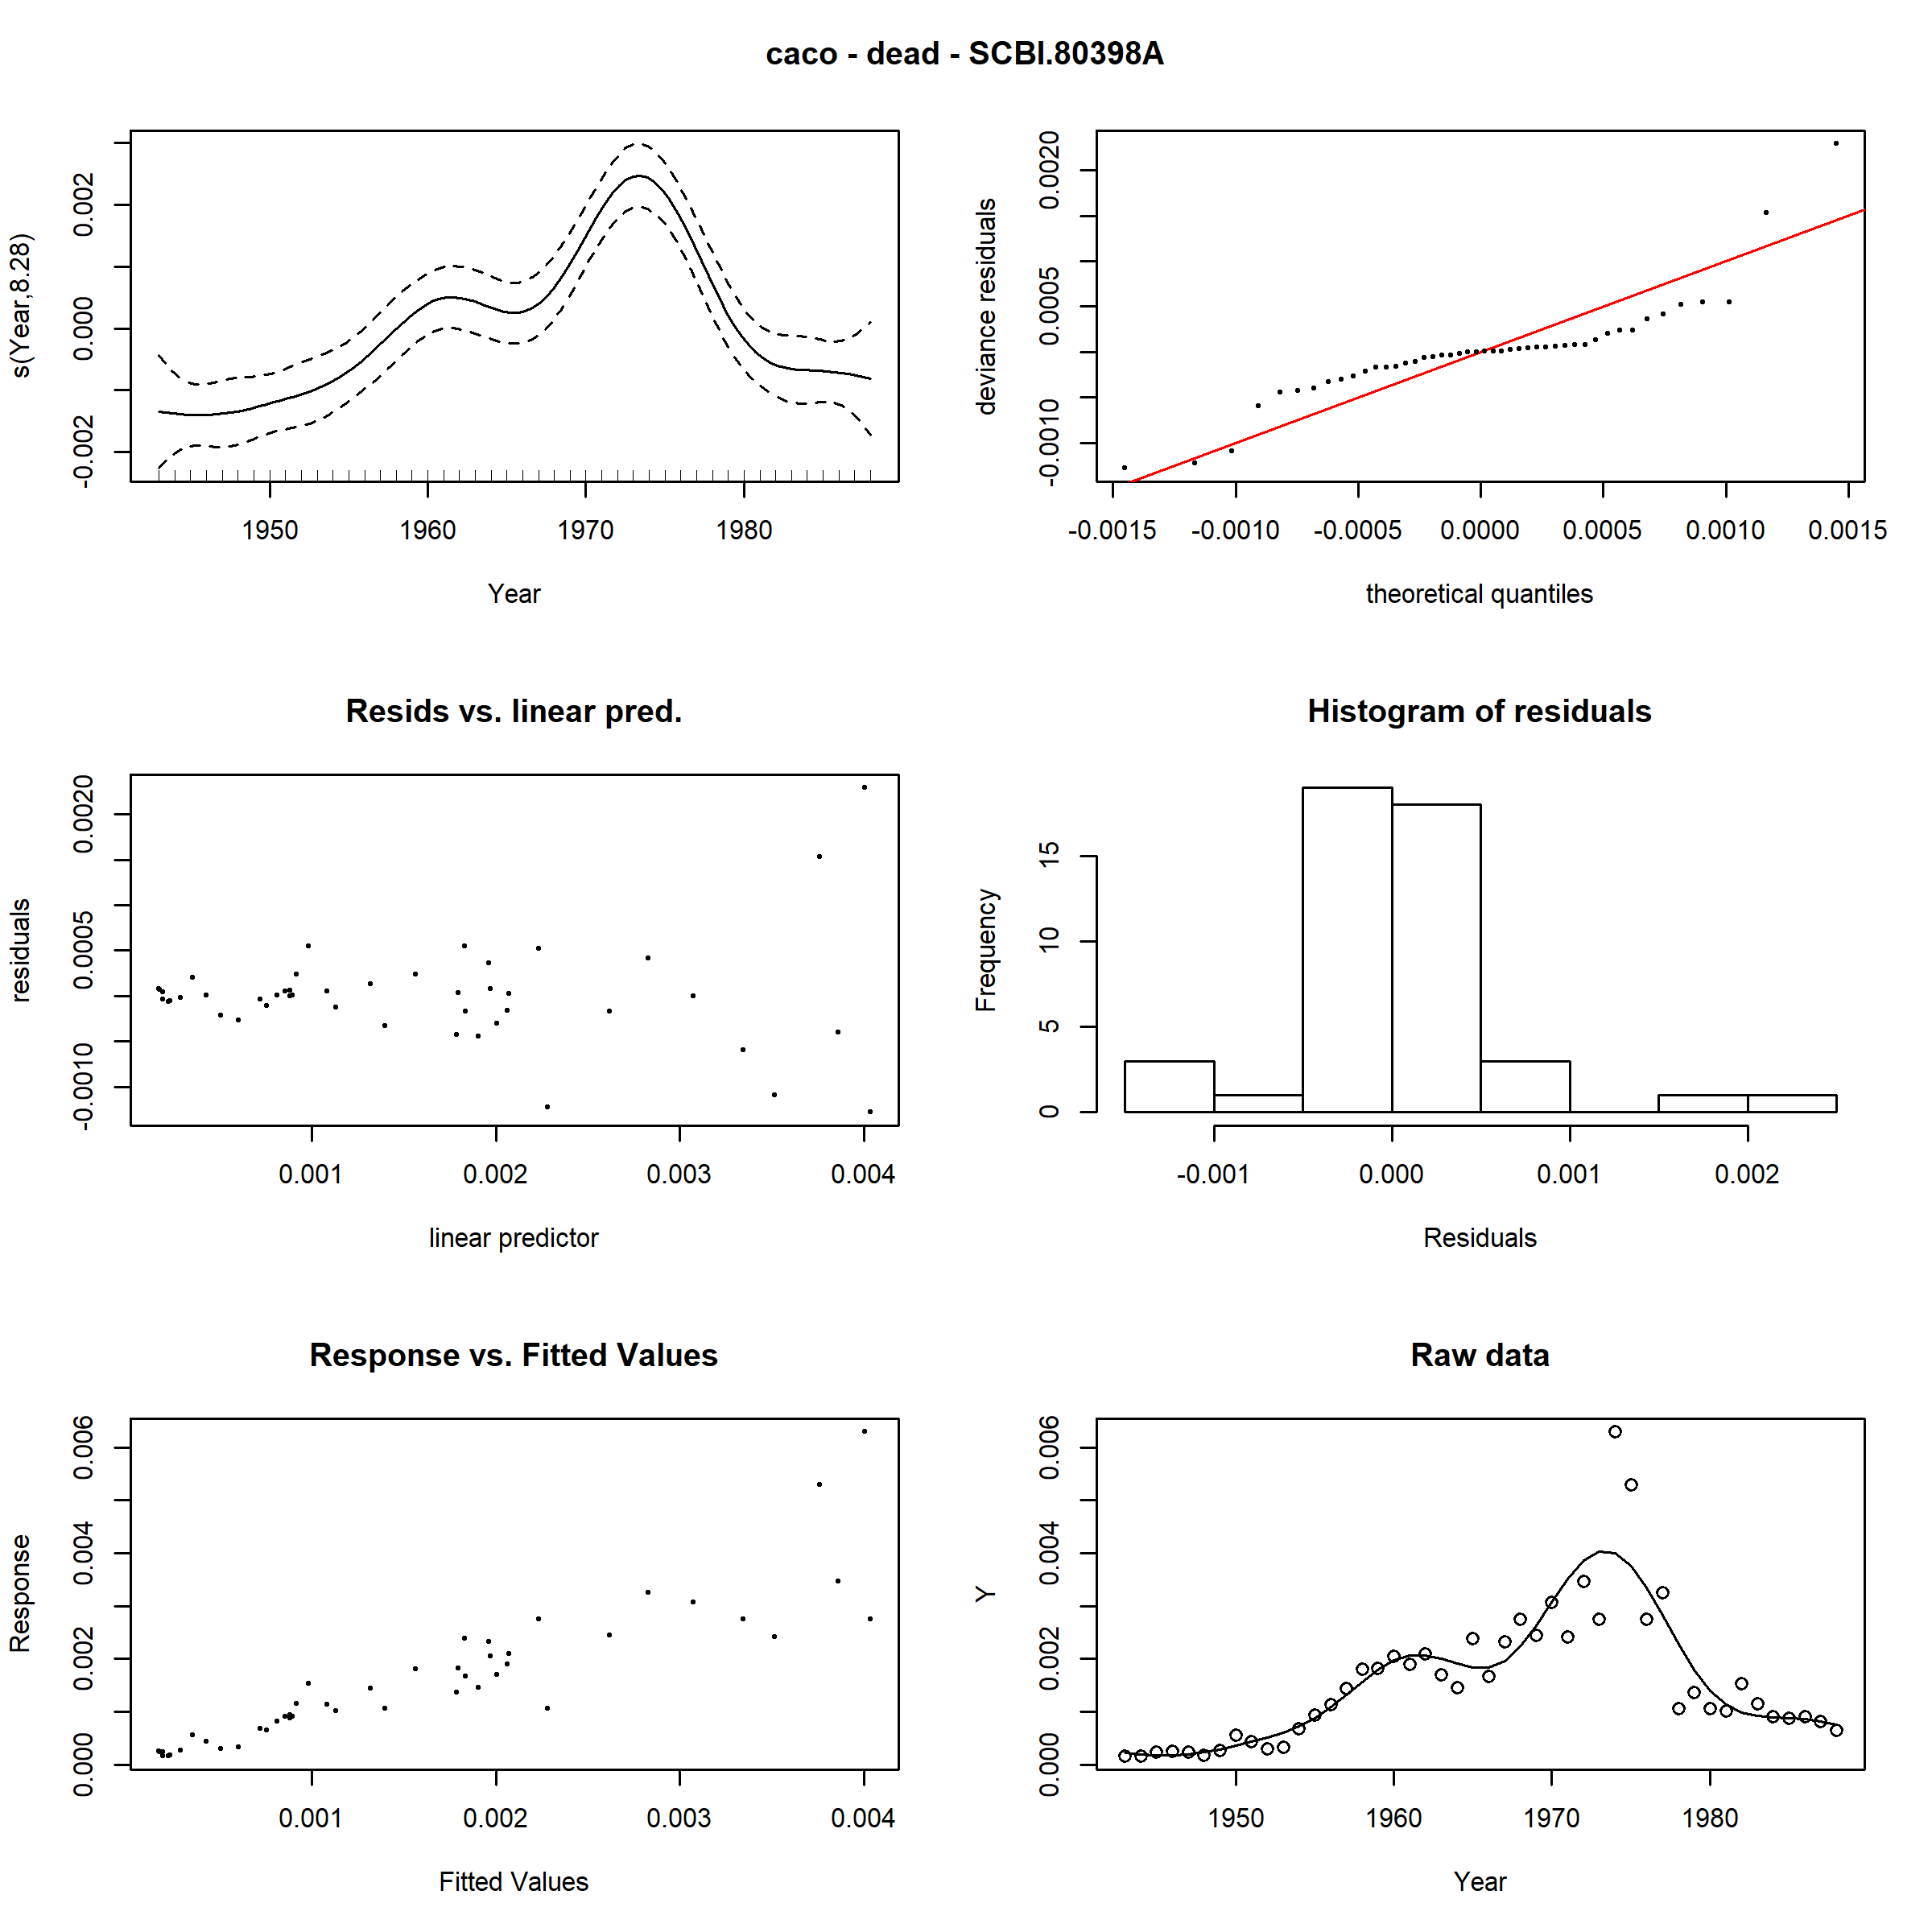 caco - dead - SCBI.80398A
s(Year,8.28)
-0.002 0.000 0.002
1950 1960 1970 1980
Year
deviance residuals
-0.0010 0.0005 0.0020
-0.0015 -0.0010 -0.0005 0.0000 0.0005 0.0010 0.0015
theoretical quantiles
Resids vs. linear pred.
residuals
-0.0010 0.0005 0.0020
0.001 0.002 0.003 0.004
linear predictor
Histogram of residuals
Frequency
0 5 10 15
-0.001 0.000 0.001 0.002
Residuals
Response vs. Fitted Values
Response
0.000 0.002 0.004 0.006
0.001 0.002 0.003 0.004
Fitted Values
Raw data
Y
0.000 0.002 0.004 0.006
1950 1960 1970 1980
Year